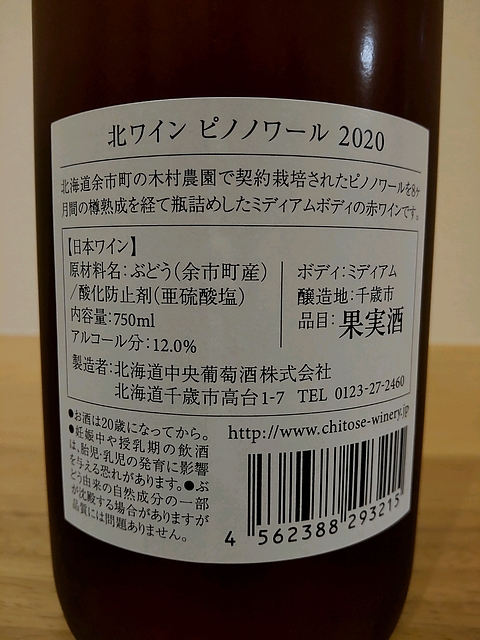 北ワイン ピノノワール 2020
北海道余市町の木村農園で契約栽培されたピノノワールを8ヶ
月間の樽熟成を経て瓶詰めしたミディアムボディの赤ワインです。
【日本ワイン】
原材料名：ぶどう（余市町産）
/酸化防止剤（亜硫酸塩）
内容量：750ml
アルコール分：12.0%
ボディ：ミディアム
醸造地：千歳市
品目：果実酒
製造者：北海道中央葡萄酒株式会社
北海道千歳市高台1-7 TEL 0123-27-2460
●お酒は20歳になってから。
●妊娠中や授乳期の飲酒
は、胎児・乳児の発育に影響
を与える恐れがあります。●ぶ
どう由来の自然成分の一部
が沈殿する場合がありますが
品質には問題ありません。
http://www.chitose-winery.jp
4 562388 293215